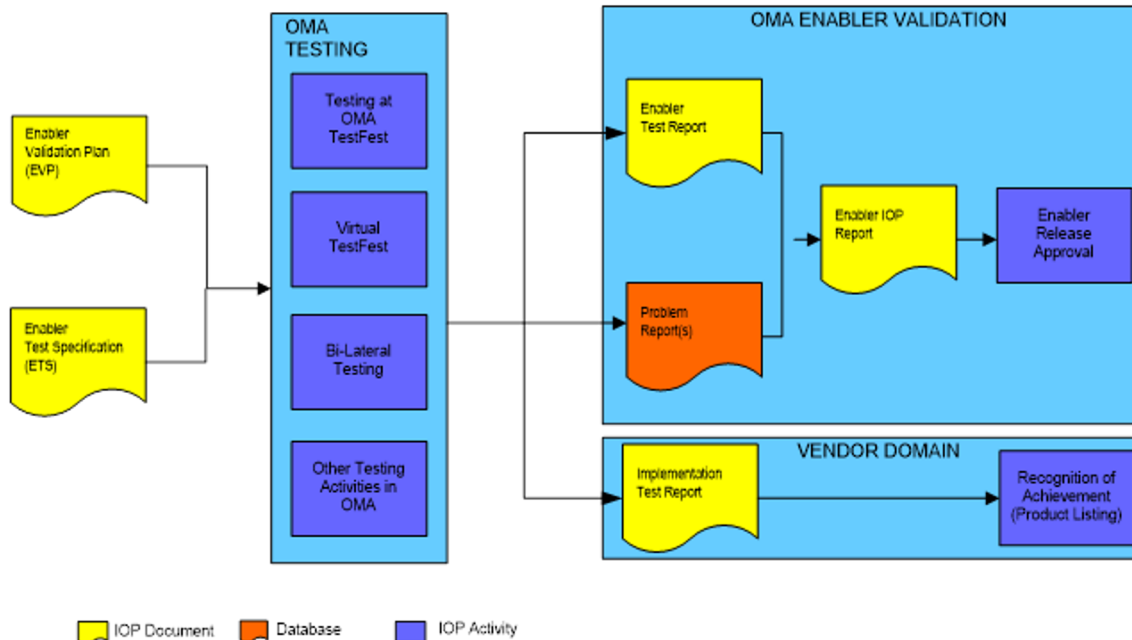 OMA
TESTING
Testing at
OMA
TestFest
Virtual
TestFest
Bi-Lateral
Testing
Other Testing
Activities in
OMA
Enabler
Validation Plan
(EVP)
Enabler
Test Specification
(ETS)
OMA ENABLER VALIDATION
Enabler
Test Report
Problem
Report(s)
Enabler IOP
Report
Enabler
Release
Approval
VENDOR DOMAIN
Implementation
Test Report
Recognition of
Achievement
(Product Listing)
IOP Document
Database
IOP Activity